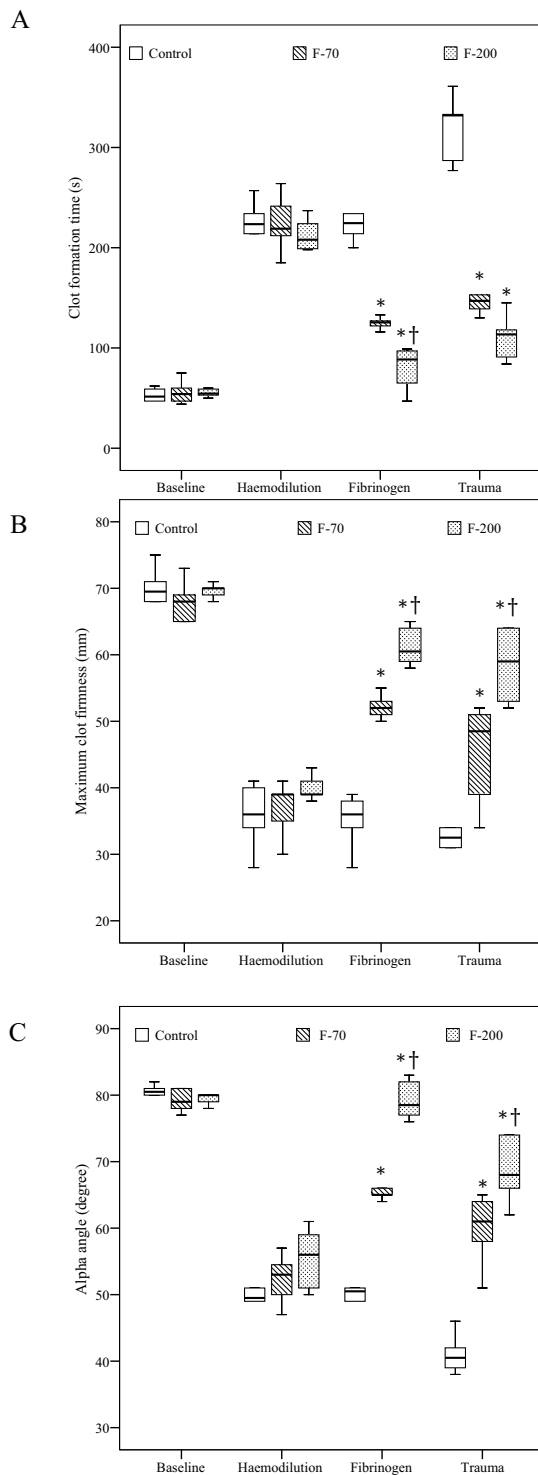 A
Control F-70 F-200
400
300
200
100
0
Clot formation time (s)
*
*†
*
*
Baseline Haemodilution Fibrinogen Trauma
B
Control F-70 F-200
80
70
60
50
40
30
20
Maximum clot firmness (mm)
*†
*†
*
*
Baseline Haemodilution Fibrinogen Trauma
C
Control F-70 F-200
90
80
70
60
50
40
30
Alpha angle (degree)
*†
*†
*
*
Baseline Haemodilution Fibrinogen Trauma